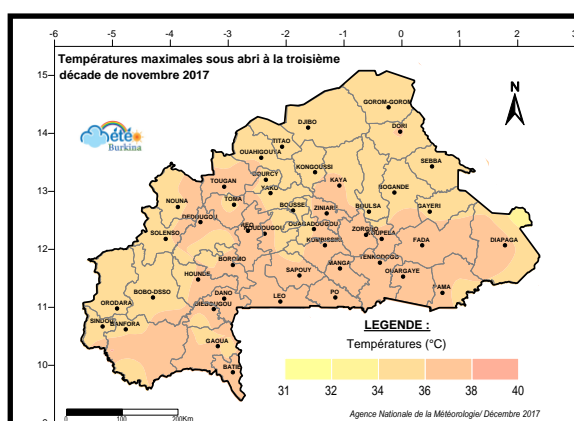 -6 -5 -4 -3 -2 -1 0 1 2 3
Températures maximales sous abri à la troisième
décade de novembre 2017
été
Burkina
N
15
14
13
12
11
10
GOROM-GOROM
DJIBO
DORI
TITAO
OUAHIGOUYA
KONGOUSSI
SEBBA
TOUGAN
GOURCY
KAYA
YAKO
BOGANDE
NOUNA
TOMA
BOUSSE
ZINIARE
BOULSA
GAYERI
DEDOUGOU
OUAGADOUGOU
SOLENSO
KOUDOUGOU
ZORGHO
KOUPELA
KOMBISSIRI
FADA
DIAPAGA
BOROMO
MANGA
TENKODOGO
HOUNDE
SAPOUY
OUARGAYE
BOBO-DSSO
DANO
LEO
PO
PAMA
ORODARA
DIEBOUGOU
SINDOU
BANFORA
GAOUA
BATIE
LEGENDE :
Températures (°C)
31 32 34 36 38 40
0 100 200Km
Agence Nationale de la Météorologie/ Décembre 2017